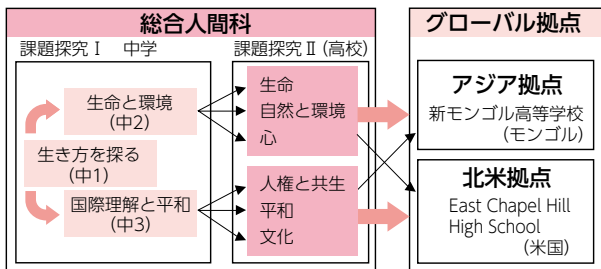 総合人間科
課題探究Ⅰ 中学
課題探究Ⅱ(高校)
生命と環境
(中2)
生き方を探る
(中1)
国際理解と平和
(中3)
生命
自然と環境
心
人権と共生
平和
文化
グローバル拠点
アジア拠点
新モンゴル高等学校
(モンゴル)
北米拠点
East Chapel Hill
High School
(米国)